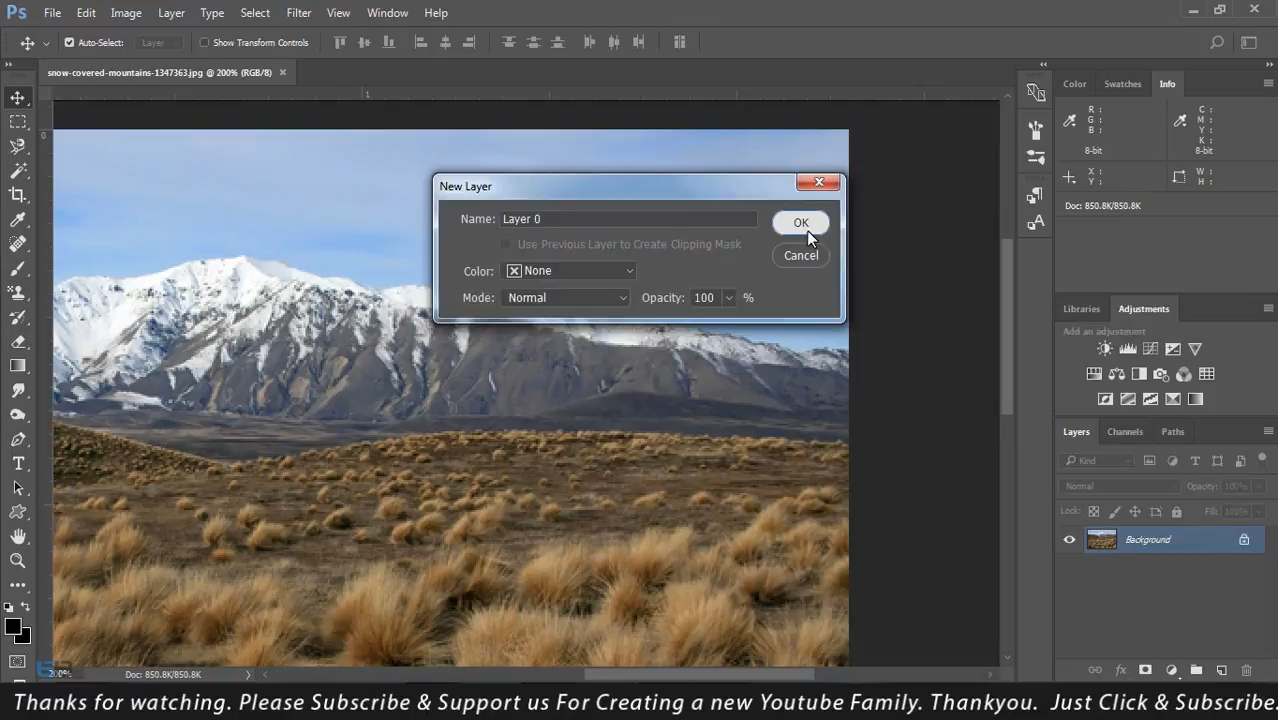 Ps File Edit Image Layer Type Select Filter View Window Help
Auto-Select: Layer Show Transform Controls
snow-covered-mountains-1347363.jpg @ 200% (RGB/8)
1
0
New Layer
Name: Layer 0
OK
Use Previous Layer to Create Clipping Mask
Cancel
Color: None
Mode: Normal Opacity: 100 %
Color Swatches Info
R : C :
G : M :
B : Y :
K :
8-bit 8-bit
X : W :
Y : H :
Doc: 850.8K/850.8K
Libraries Adjustments
Add an adjustment
Layers Channels Paths
Kind
Normal Opacity: 100%
Lock: Fill: 100%
Background
200% Doc: 850.8K/850.8K
Thanks for watching. Please Subscribe & Support us For Creating a new Youtube Family. Thankyou. Just Click & Subscribe.